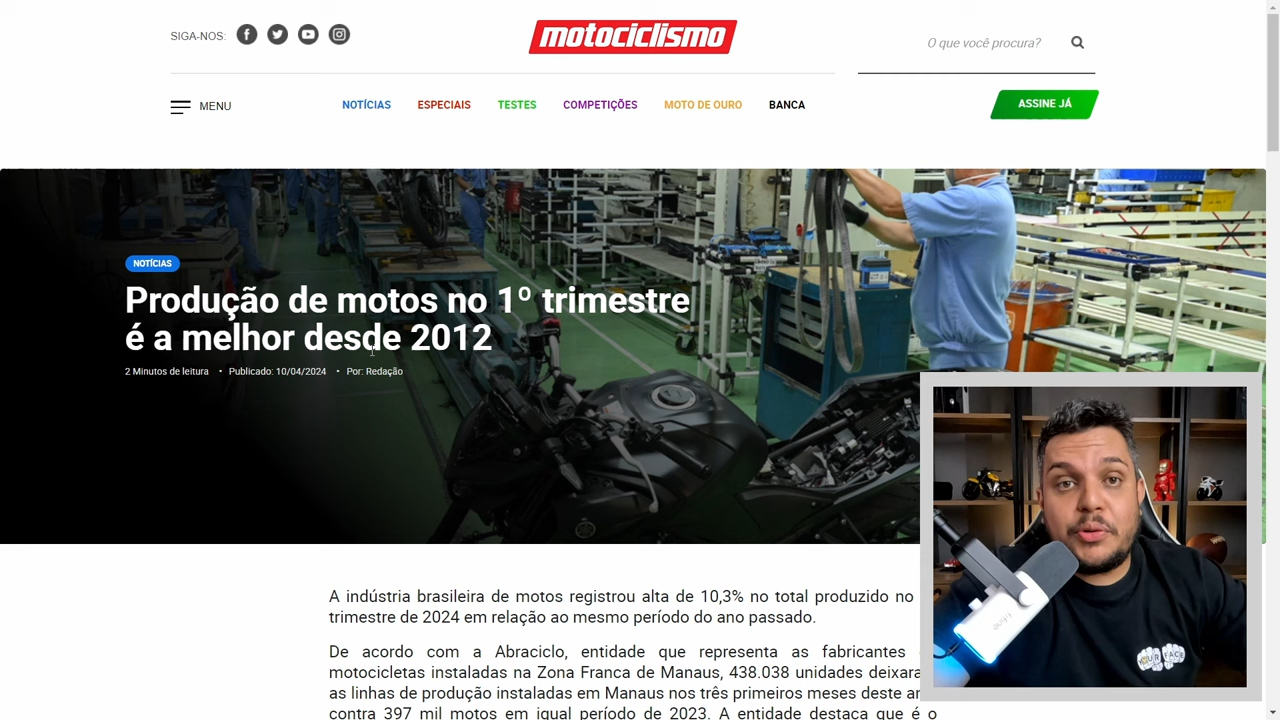 SIGA-NOS:
motociclismo
O que você procura?
MENU
NOTÍCIAS
ESPECIAIS
TESTES
COMPETIÇÕES
MOTO DE OURO
BANCA
ASSINE JÁ
NOTÍCIAS
Produção de motos no 1º trimestre
é a melhor desde 2012
2 Minutos de leitura • Publicado: 10/04/2024 • Por: Redação
A indústria brasileira de motos registrou alta de 10,3% no total produzido no
trimestre de 2024 em relação ao mesmo período do ano passado.
De acordo com a Abraciclo, entidade que representa as fabricantes
motocicletas instaladas na Zona Franca de Manaus, 438.038 unidades
as linhas de produção instaladas em Manaus nos três primeiros meses deste
contra 397 mil motos em igual período de 2023. A entidade destaca que é o